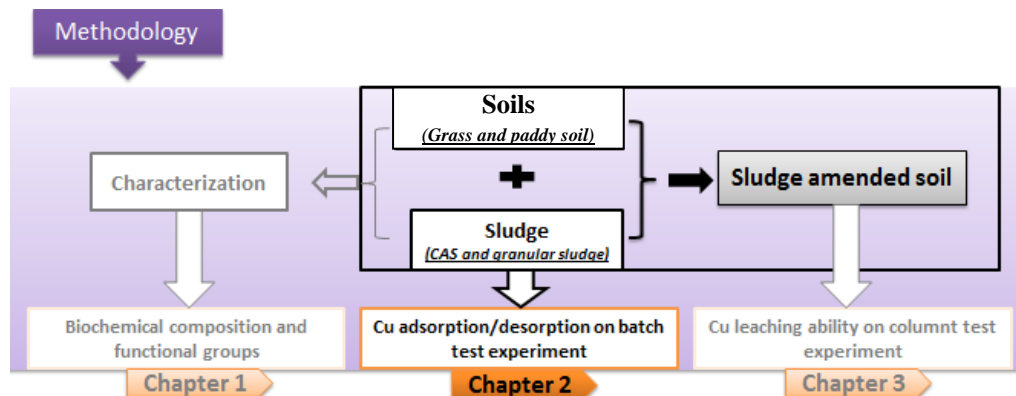 Methodology
Soils
(Grass and paddy soil)
Characterization
Sludge amended soil
Sludge
(CAS and granular sludge)
Biochemical composition and
functional groups
Cu adsorption/desorption on batch
test experiment
Cu leaching ability on columnt test
experiment
Chapter 1
Chapter 2
Chapter 3